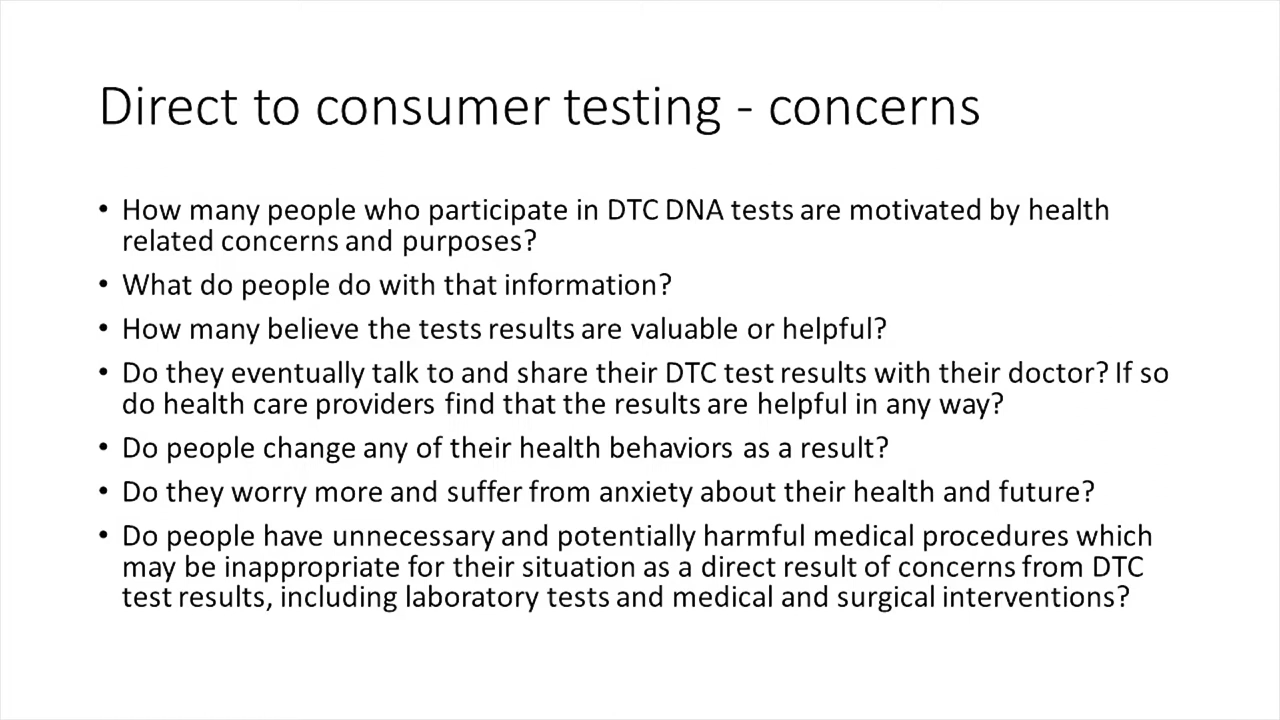 Direct to consumer testing - concerns
• How many people who participate in DTC DNA tests are motivated by health
related concerns and purposes?
• What do people do with that information?
• How many believe the tests results are valuable or helpful?
• Do they eventually talk to and share their DTC test results with their doctor? If so
do health care providers find that the results are helpful in any way?
• Do people change any of their health behaviors as a result?
• Do they worry more and suffer from anxiety about their health and future?
• Do people have unnecessary and potentially harmful medical procedures which
may be inappropriate for their situation as a direct result of concerns from DTC
test results, including laboratory tests and medical and surgical interventions?